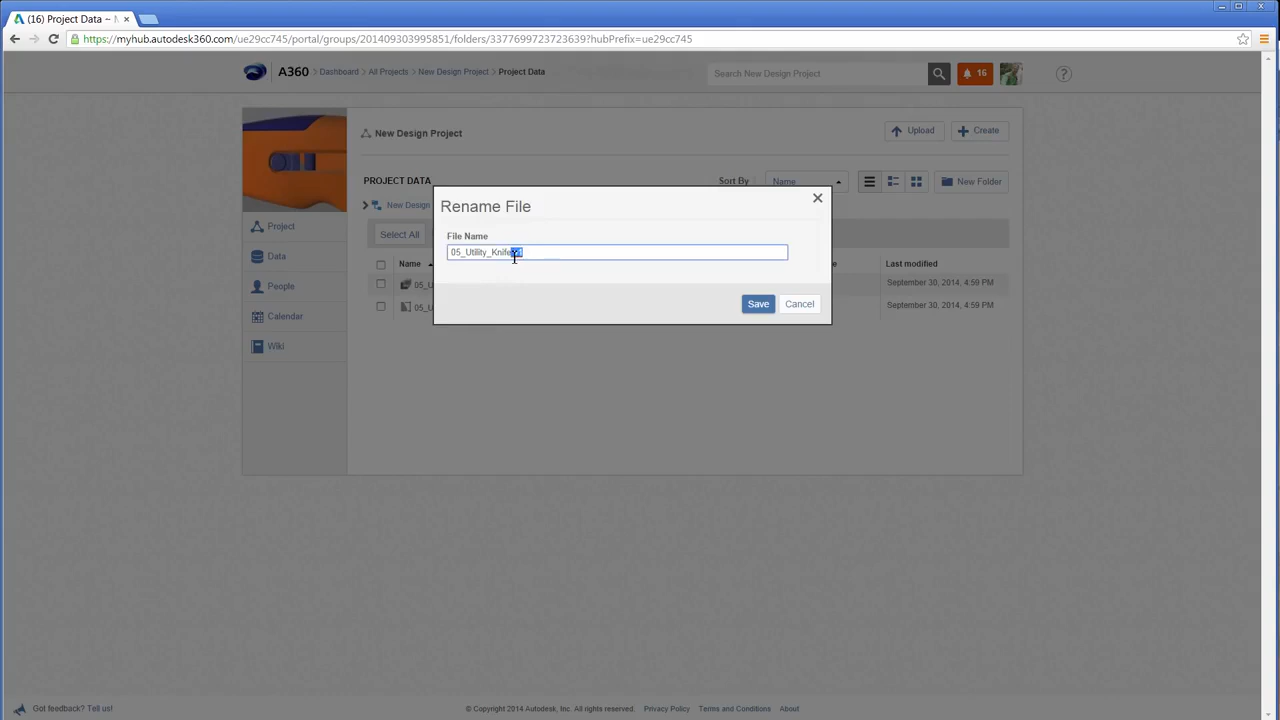 (16) Project Data ~
https://myhub.autodesk360.com/ue29cc745/portal/groups/201409303995851/folders/3377699723723639?hubPrefix=ue29cc745
A360 Dashboard All Projects New Design Project Project Data
Search New Design Project
16
?
New Design Project
Upload
Create
PROJECT DATA
Sort By
Name
New Folder
New Design
Select All
Name
Last modified
05_U
September 30, 2014, 4:59 PM
05_U
September 30, 2014, 4:59 PM
Project
Data
People
Calendar
Wiki
Rename File
File Name
05_Utility_Knife
Save
Cancel
Got feedback? Tell us!
© Copyright 2014 Autodesk, Inc. All rights reserved. Privacy Policy Terms and Conditions About